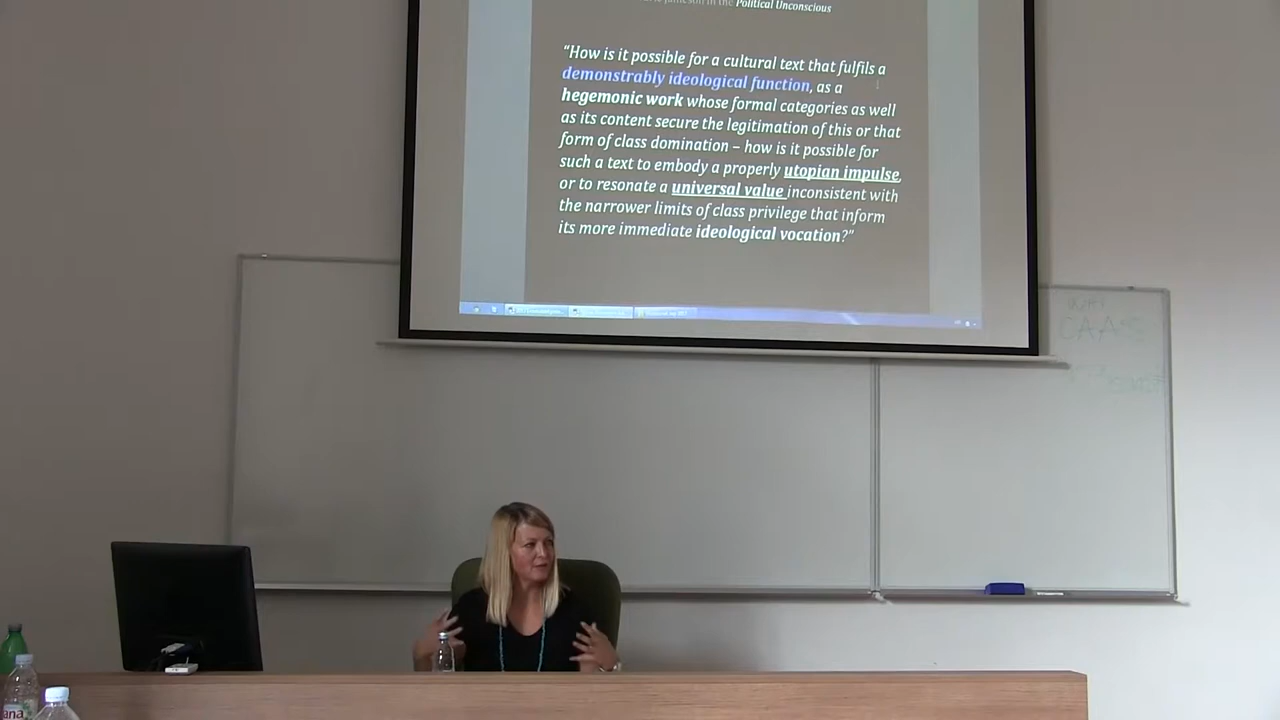 in the Political Unconscious
“How is it possible for a cultural text that fulfils a
demonstrably ideological function, as a
hegemonic work whose formal categories as well
as its content secure the legitimation of this or that
form of class domination – how is it possible for
such a text to embody a properly utopian impulse,
or to resonate a universal value inconsistent with
the narrower limits of class privilege that inform
its more immediate ideological vocation?”